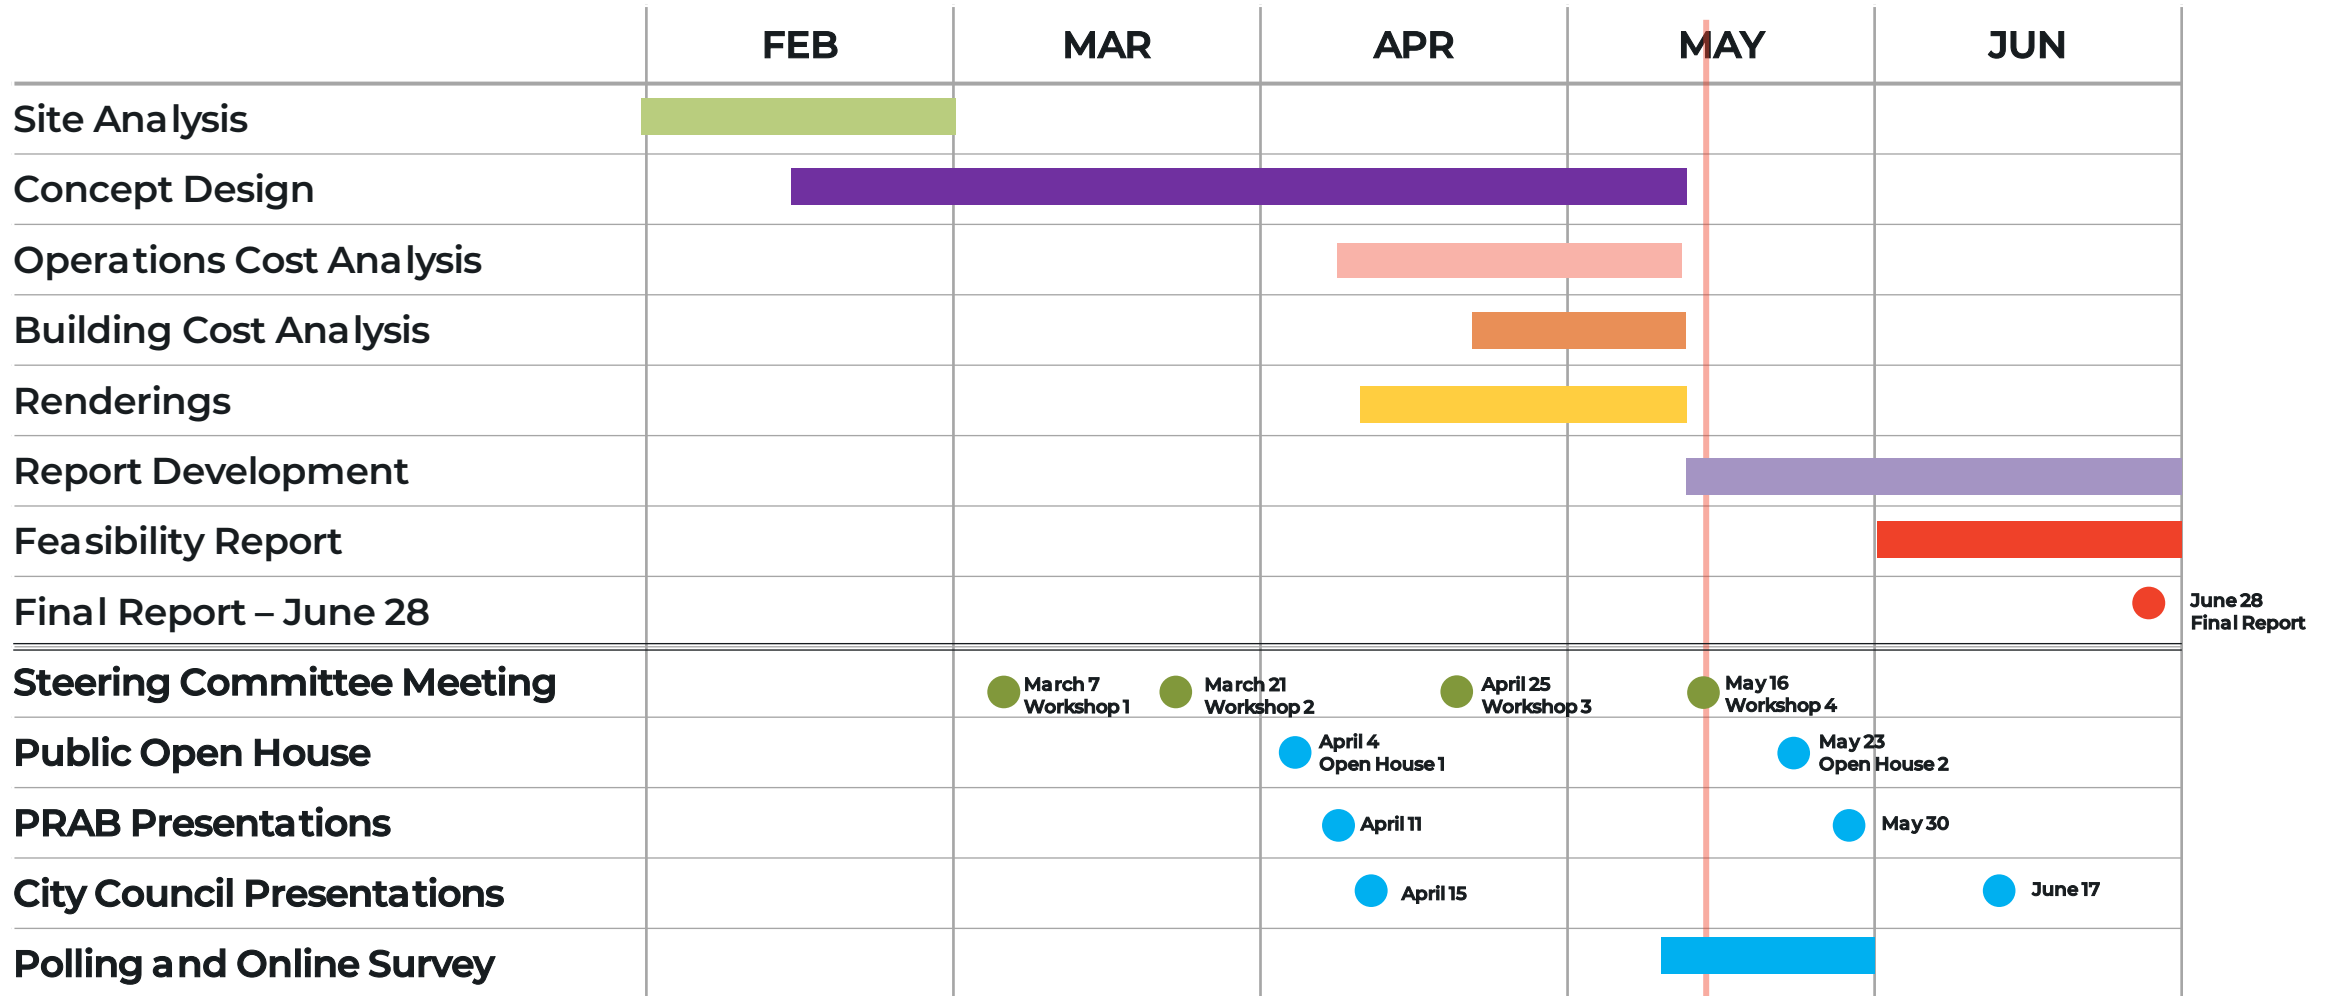 FEB MAR APR MAY JUN
Site Analysis
Concept Design
Operations Cost Analysis
Building Cost Analysis
Renderings
Report Development
Feasibility Report
Final Report – June 28
June 28
Final Report
Steering Committee Meeting
March 7
Workshop 1
March 21
Workshop 2
April 25
Workshop 3
May 16
Workshop 4
Public Open House
April 4
Open House 1
May 23
Open House 2
PRAB Presentations
April 11
May 30
City Council Presentations
April 15
June 17
Polling and Online Survey